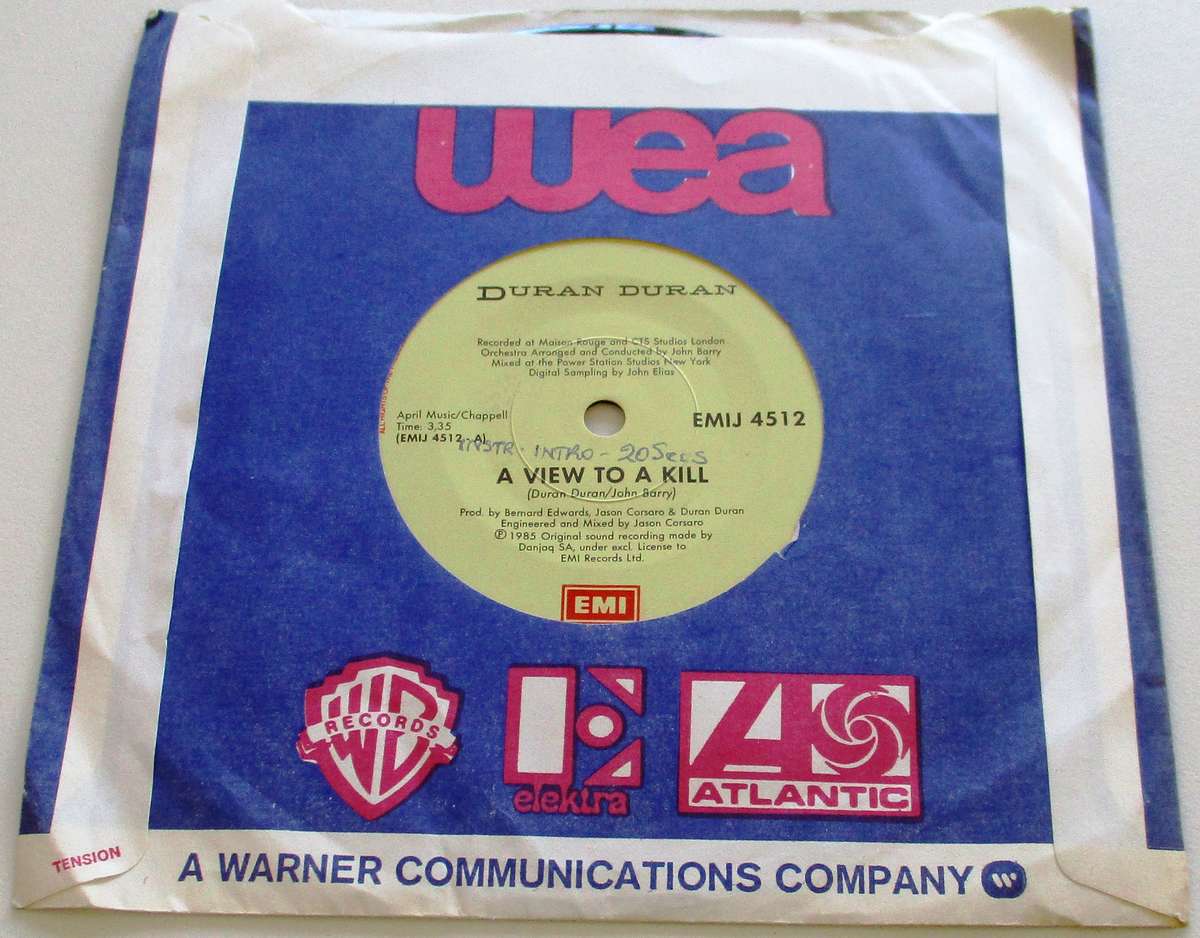 wea
DURAN DURAN
Recorded at Maison Rouge and CTS Studios London
Orchestra Arranged and Conducted by John Barry
Mixed at the Power Station Studios New York
Digital Sampling by John Elias
April Music/Chappell
Time: 3,35
(EMIJ 4512 - A)
EMIJ 4512
INSTR. INTRO - 20 Secs
A VIEW TO A KILL
(Duran Duran/John Barry)
Prod. by Bernard Edwards, Jason Corsaro & Duran Duran
Engineered and Mixed by Jason Corsaro
℗ 1985 Original sound recording made by
Danjaq SA, under excl. License to
EMI Records Ltd.
EMI
WB RECORDS
elektra
ATLANTIC
TENSION
A WARNER COMMUNICATIONS COMPANY